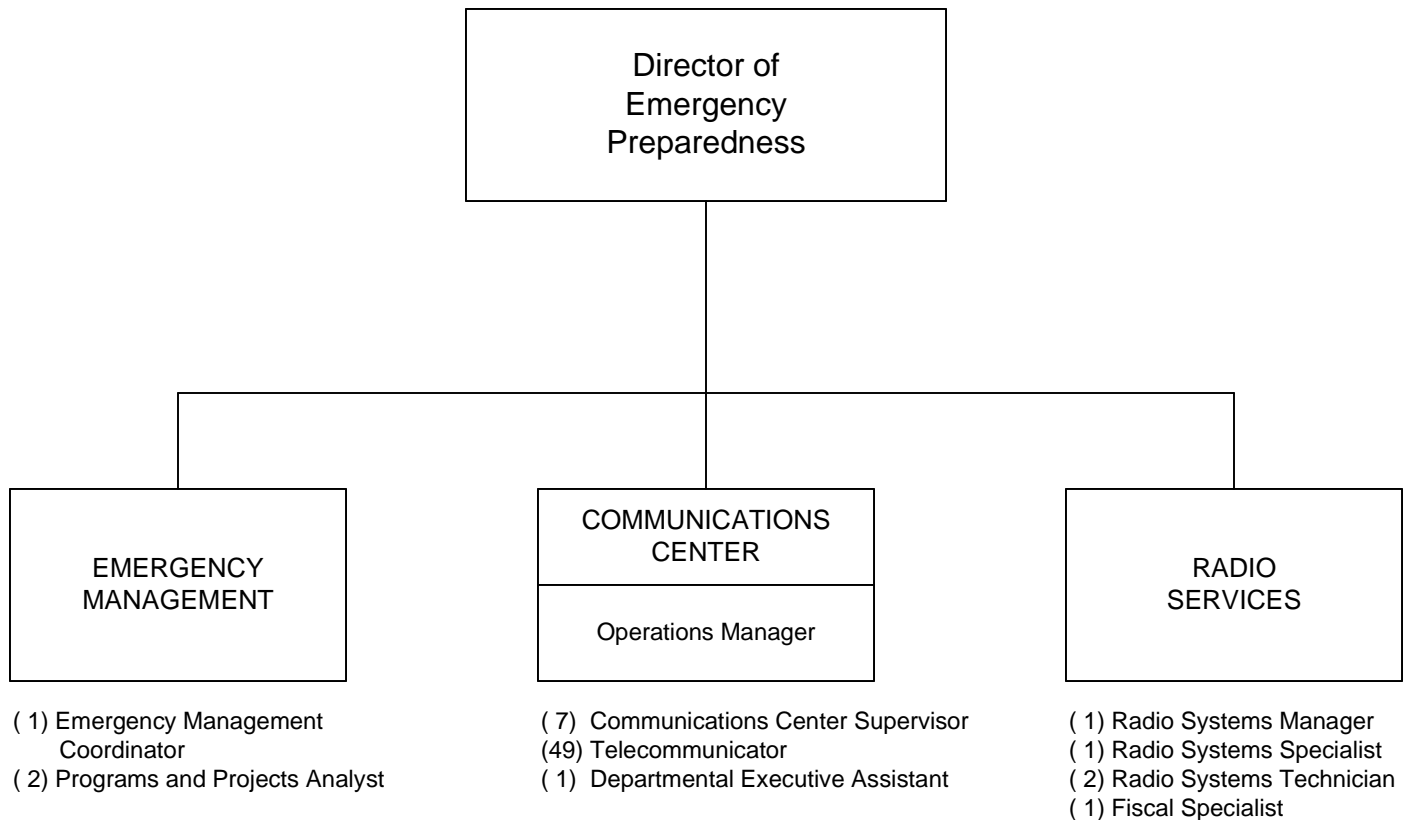 Director of
Emergency
Preparedness
EMERGENCY
MANAGEMENT
COMMUNICATIONS
CENTER
Operations Manager
RADIO
SERVICES
( 1) Emergency Management
Coordinator
( 2) Programs and Projects Analyst
( 7) Communications Center Supervisor
(49) Telecommunicator
( 1) Departmental Executive Assistant
( 1) Radio Systems Manager
( 1) Radio Systems Specialist
( 2) Radio Systems Technician
( 1) Fiscal Specialist